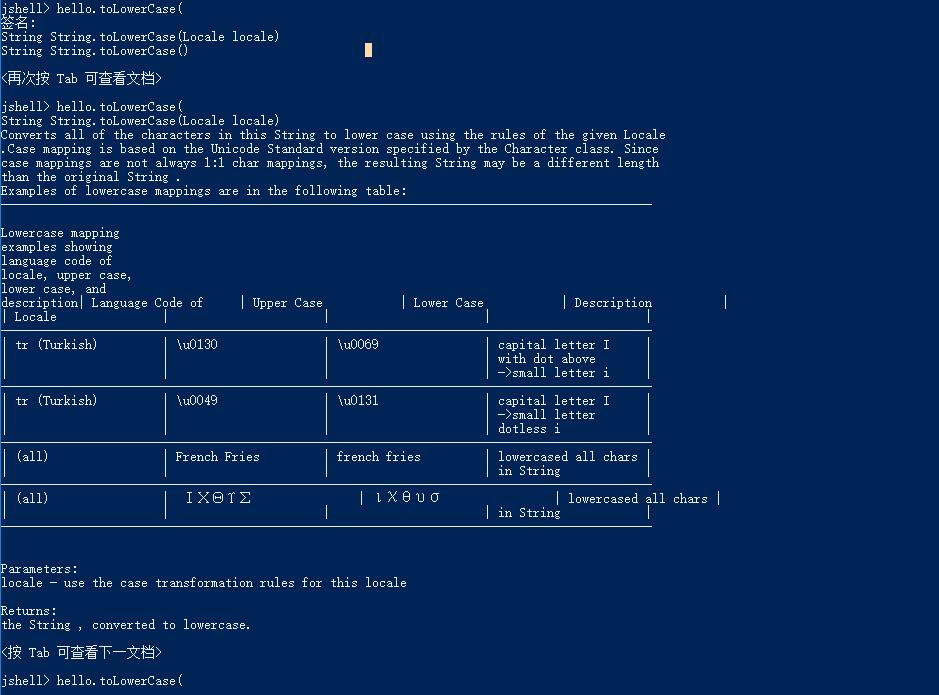 jshell> hello.toLowerCase(
签名:
String String.toLowerCase(Locale locale)
String String.toLowerCase()
<再次按 Tab 可查看文档>
jshell> hello.toLowerCase(
String String.toLowerCase(Locale locale)
Converts all of the characters in this String to lower case using the rules of the given Locale
.Case mapping is based on the Unicode Standard version specified by the Character class. Since
case mappings are not always 1:1 char mappings, the resulting String may be a different length
than the original String .
Examples of lowercase mappings are in the following table:
Lowercase mapping
examples showing
language code of
locale, upper case,
lower case, and
description| Language Code of | Upper Case | Lower Case | Description |
| Locale | | | |
| tr (Turkish) | \u0130 | \u0069 | capital letter I |
| | | | with dot above |
| | | | ->small letter i |
| tr (Turkish) | \u0049 | \u0131 | capital letter I |
| | | | ->small letter |
| | | | dotless i |
| (all) | French Fries | french fries | lowercased all chars |
| | | | in String |
| (all) | ΙΧΘΥΣ | ιχθυσ | lowercased all chars |
| | | | in String |
Parameters:
locale - use the case transformation rules for this locale
Returns:
the String , converted to lowercase.
<按 Tab 可查看下一文档>
jshell> hello.toLowerCase(